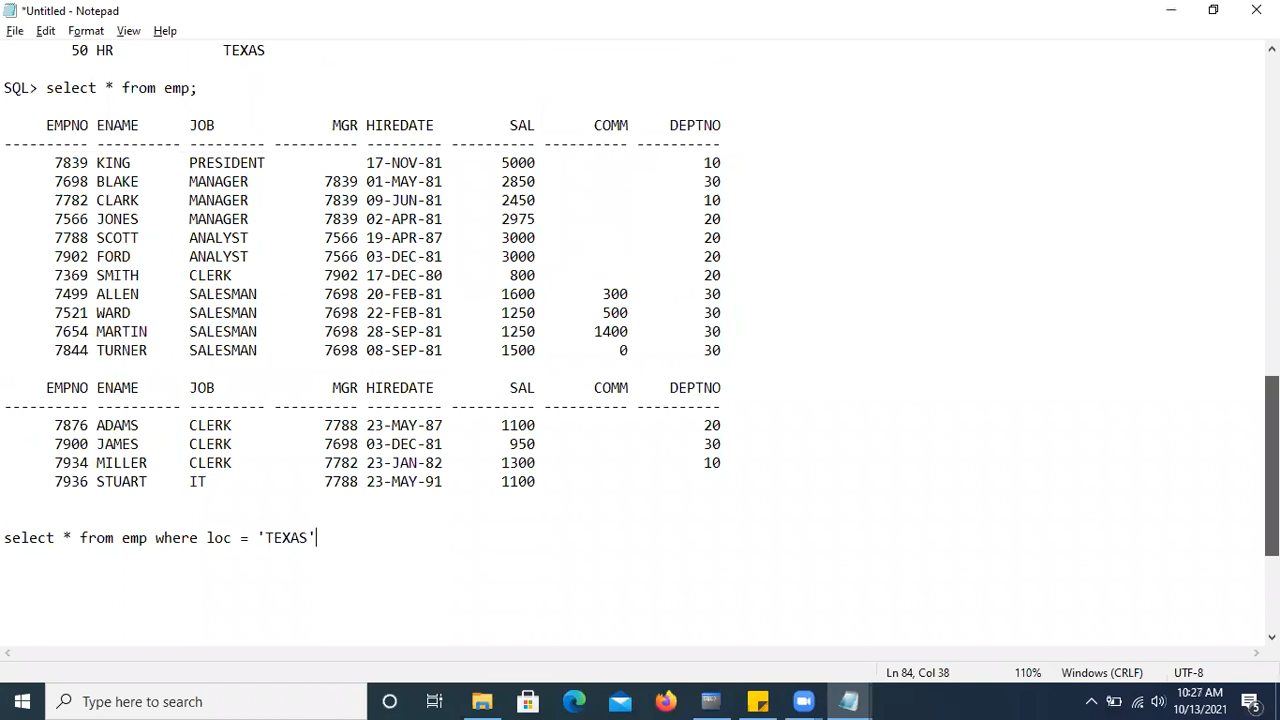 *Untitled - Notepad
File Edit Format View Help
50 HR TEXAS
SQL> select * from emp;
EMPNO ENAME JOB MGR HIREDATE SAL COMM DEPTNO
---------- ---------- --------- ---------- --------- ---------- ---------- ----------
7839 KING PRESIDENT 17-NOV-81 5000 10
7698 BLAKE MANAGER 7839 01-MAY-81 2850 30
7782 CLARK MANAGER 7839 09-JUN-81 2450 10
7566 JONES MANAGER 7839 02-APR-81 2975 20
7788 SCOTT ANALYST 7566 19-APR-87 3000 20
7902 FORD ANALYST 7566 03-DEC-81 3000 20
7369 SMITH CLERK 7902 17-DEC-80 800 20
7499 ALLEN SALESMAN 7698 20-FEB-81 1600 300 30
7521 WARD SALESMAN 7698 22-FEB-81 1250 500 30
7654 MARTIN SALESMAN 7698 28-SEP-81 1250 1400 30
7844 TURNER SALESMAN 7698 08-SEP-81 1500 0 30
EMPNO ENAME JOB MGR HIREDATE SAL COMM DEPTNO
---------- ---------- --------- ---------- --------- ---------- ---------- ----------
7876 ADAMS CLERK 7788 23-MAY-87 1100 20
7900 JAMES CLERK 7698 03-DEC-81 950 30
7934 MILLER CLERK 7782 23-JAN-82 1300 10
7936 STUART IT 7788 23-MAY-91 1100
select * from emp where loc = 'TEXAS'
Ln 84, Col 38 110% Windows (CRLF) UTF-8
Type here to search
10:27 AM
10/13/2021
5